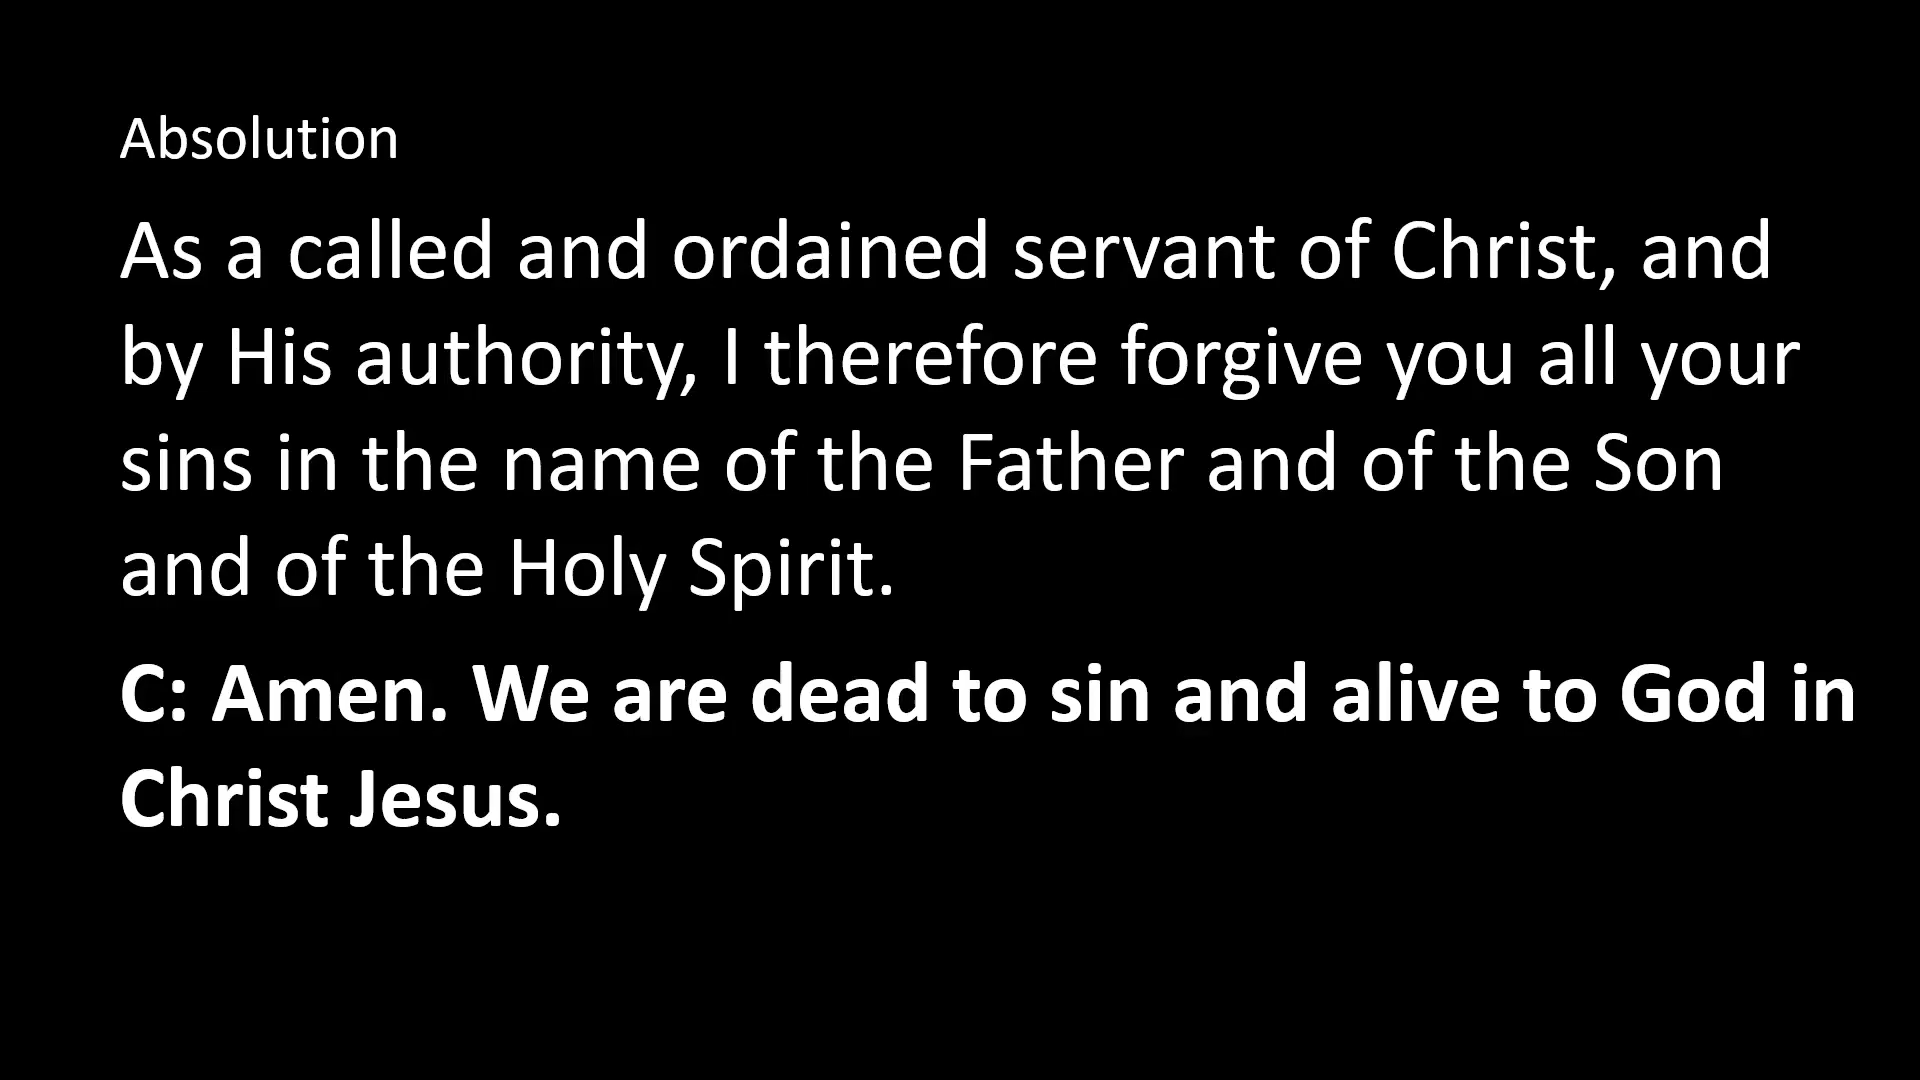 Absolution
As a called and ordained servant of Christ, and
by His authority, I therefore forgive you all your
sins in the name of the Father and of the Son
and of the Holy Spirit.
C: Amen. We are dead to sin and alive to God in
Christ Jesus.